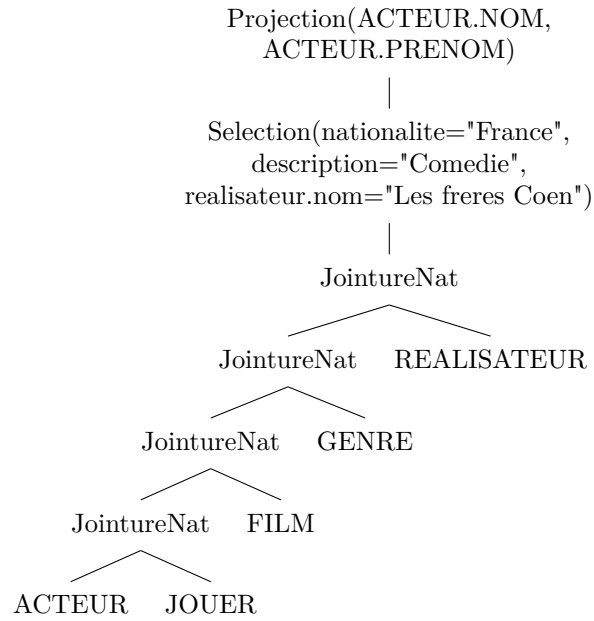 Projection(ACTEUR.NOM,
ACTEUR.PRENOM)
Selection(nationalite="France",
description="Comedie",
realisateur.nom="Les freres Coen")
JointureNat
JointureNat REALISATEUR
JointureNat GENRE
JointureNat FILM
ACTEUR JOUER